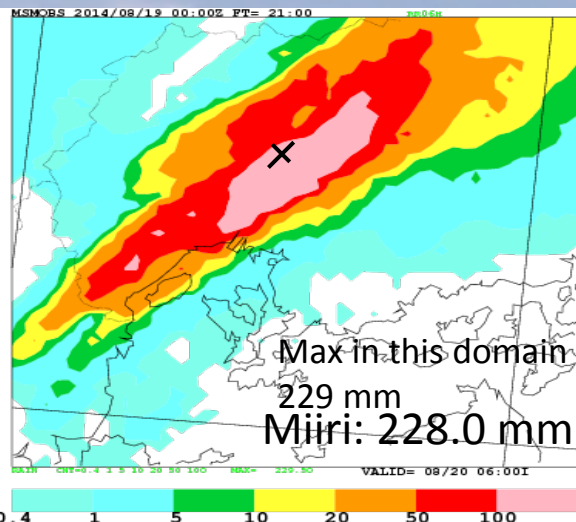 MSMOBS 2014/08/19 00:00Z FT= 21:00 RR06H
Max in this domain
229 mm
Miiri: 228.0 mm
RAIN CNT=0.4 1 5 10 20 50 100 MAX= 229.50 VALID= 08/20 06:00I
0.4 1 5 10 20 50 100